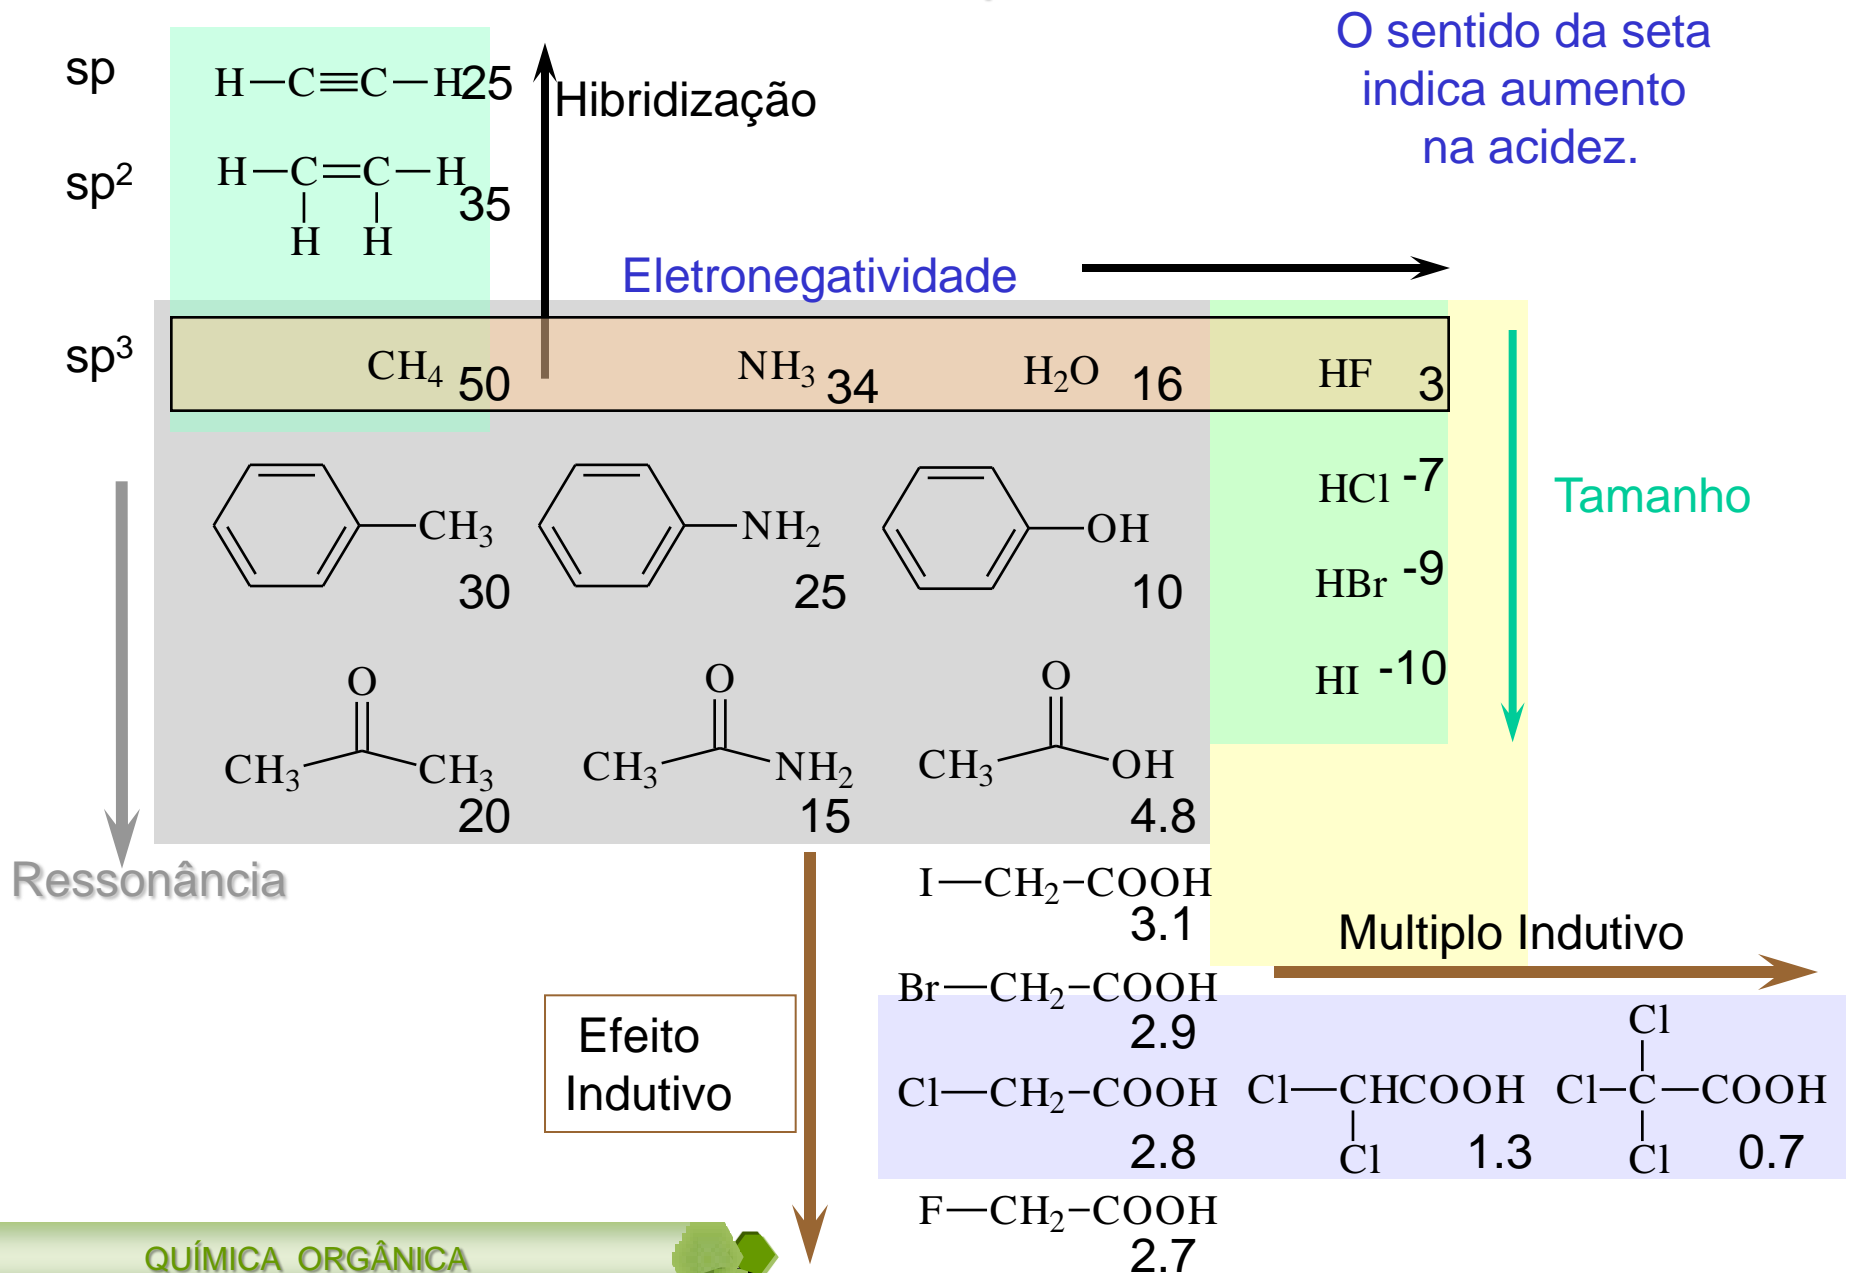 O sentido da seta
indica aumento
na acidez.
sp H—C≡C—H 25
Hibridização
sp² H—C=C—H 35
H H
Eletronegatividade
sp³ CH₄ 50 NH₃ 34 H₂O 16 HF 3
CH₃ 30 NH₂ 25 OH 10
HCl -7
Tamanho
HBr -9
HI -10
O O O
CH₃ CH₃ 20 CH₃ NH₂ 15 CH₃ OH 4.8
Ressonância
I—CH₂–COOH
3.1
Multiplo Indutivo
Br—CH₂–COOH
2.9
Efeito
Indutivo
Cl
Cl—CH₂–COOH Cl—CHCOOH Cl–C—COOH
2.8 Cl 1.3 Cl 0.7
F—CH₂–COOH
2.7
QUÍMICA ORGÂNICA